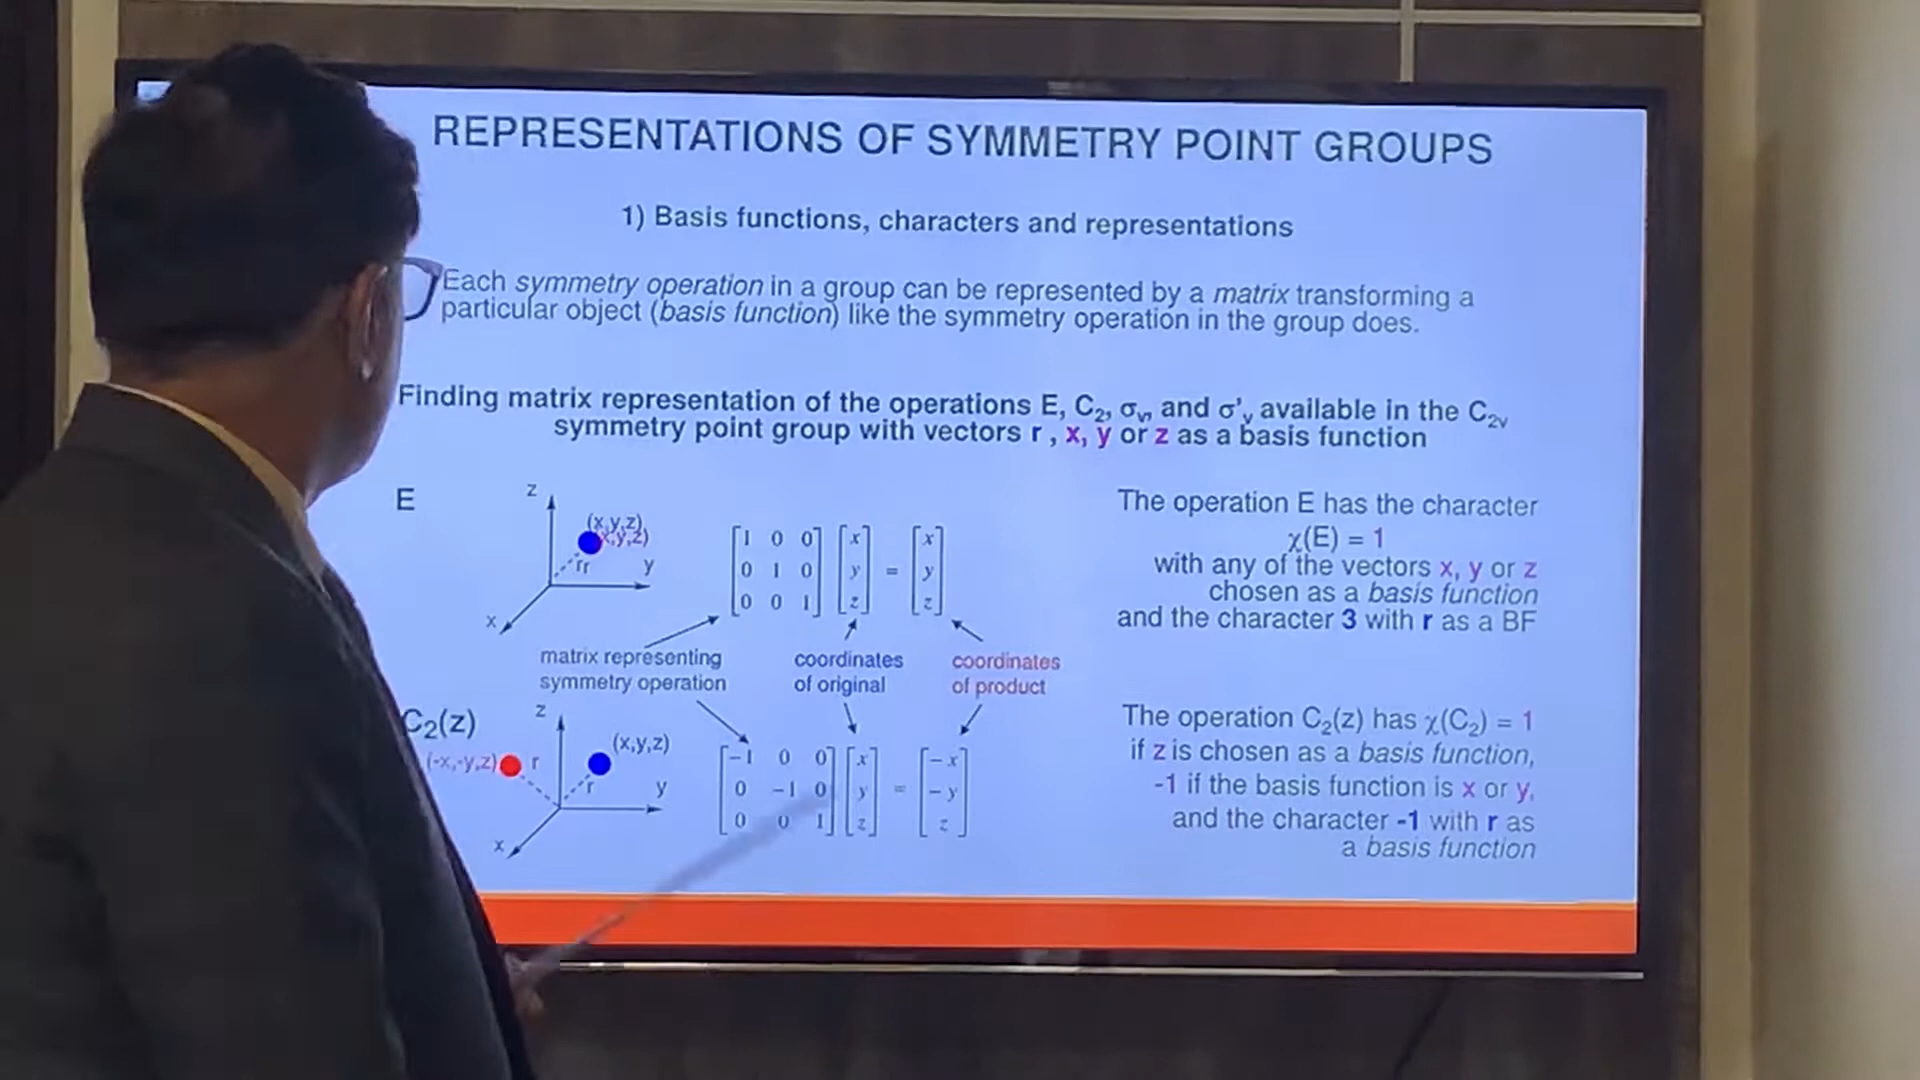 REPRESENTATIONS OF SYMMETRY POINT GROUPS
1) Basis functions, characters and representations
Each symmetry operation in a group can be represented by a matrix transforming a
particular object (basis function) like the symmetry operation in the group does.
Finding matrix representation of the operations E, C₂, σᵥ, and σ'ᵥ available in the C₂ᵥ
symmetry point group with vectors r , x, y or z as a basis function
E
z
(x,y,z)
x,y,z)
rr
y
x
1 0 0 x x
0 1 0 y = y
0 0 1 z z
The operation E has the character
χ(E) = 1
with any of the vectors x, y or z
chosen as a basis function
and the character 3 with r as a BF
matrix representing
symmetry operation
coordinates
of original
coordinates
of product
C₂(z)
z
(-x,-y,z)
r
(x,y,z)
r
y
x
-1 0 0 x -x
0 -1 0 y = -y
0 0 1 z z
The operation C₂(z) has χ(C₂) = 1
if z is chosen as a basis function,
-1 if the basis function is x or y,
and the character -1 with r as
a basis function